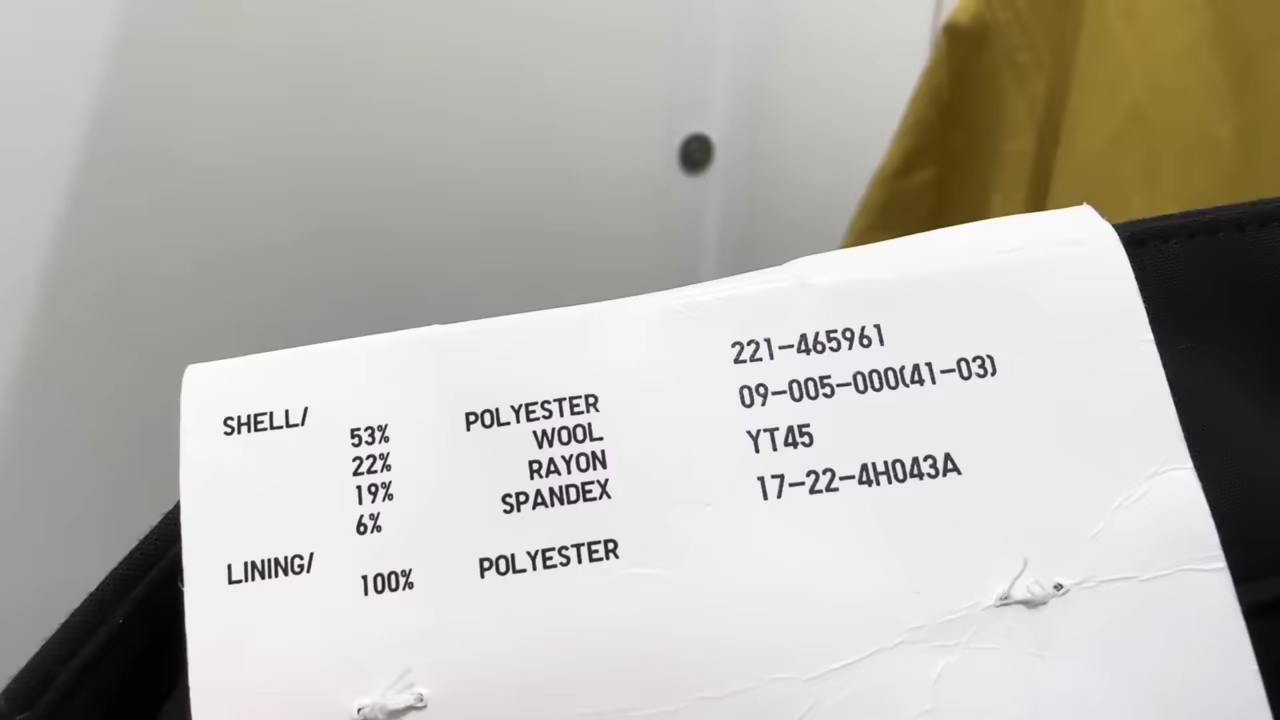 SHELL/
53% POLYESTER
22% WOOL
19% RAYON
6% SPANDEX
LINING/
100% POLYESTER
221-465961
09-005-000(41-03)
YT45
17-22-4H043A